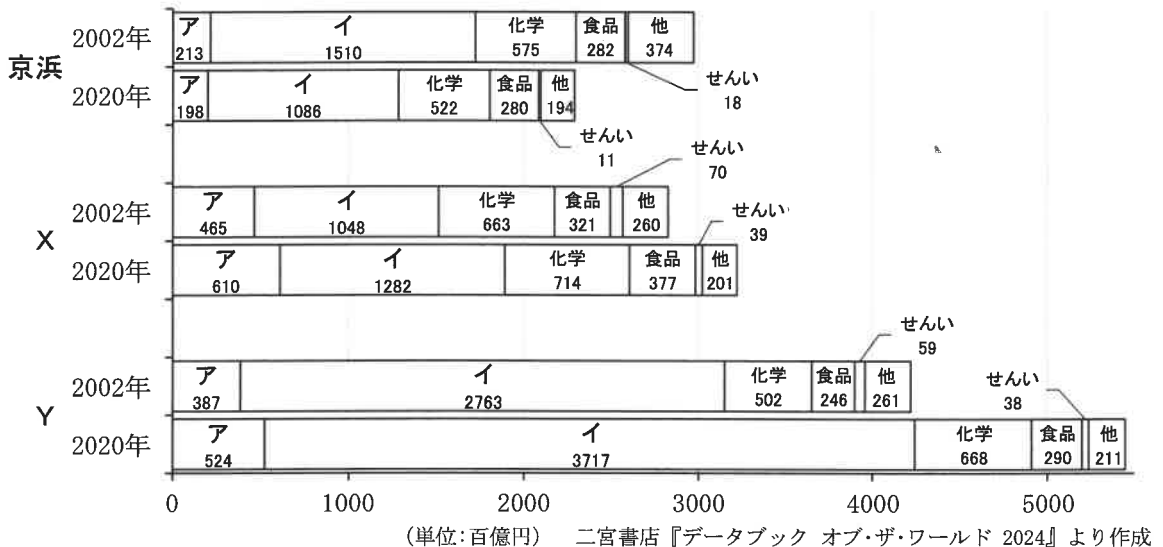 京浜
2002年
ア 213
イ 1510
化学 575
食品 282
せんい 18
他 374
2020年
ア 198
イ 1086
化学 522
食品 280
せんい 11
他 194
X
2002年
ア 465
イ 1048
化学 663
食品 321
せんい 70
他 260
2020年
ア 610
イ 1282
化学 714
食品 377
せんい 39
他 201
Y
2002年
ア 387
イ 2763
化学 502
食品 246
せんい 59
他 261
2020年
ア 524
イ 3717
化学 668
食品 290
せんい 38
他 211
0 1000 2000 3000 4000 5000
(単位:百億円) 二宮書店『データブック オブ・ザ・ワールド 2024』より作成